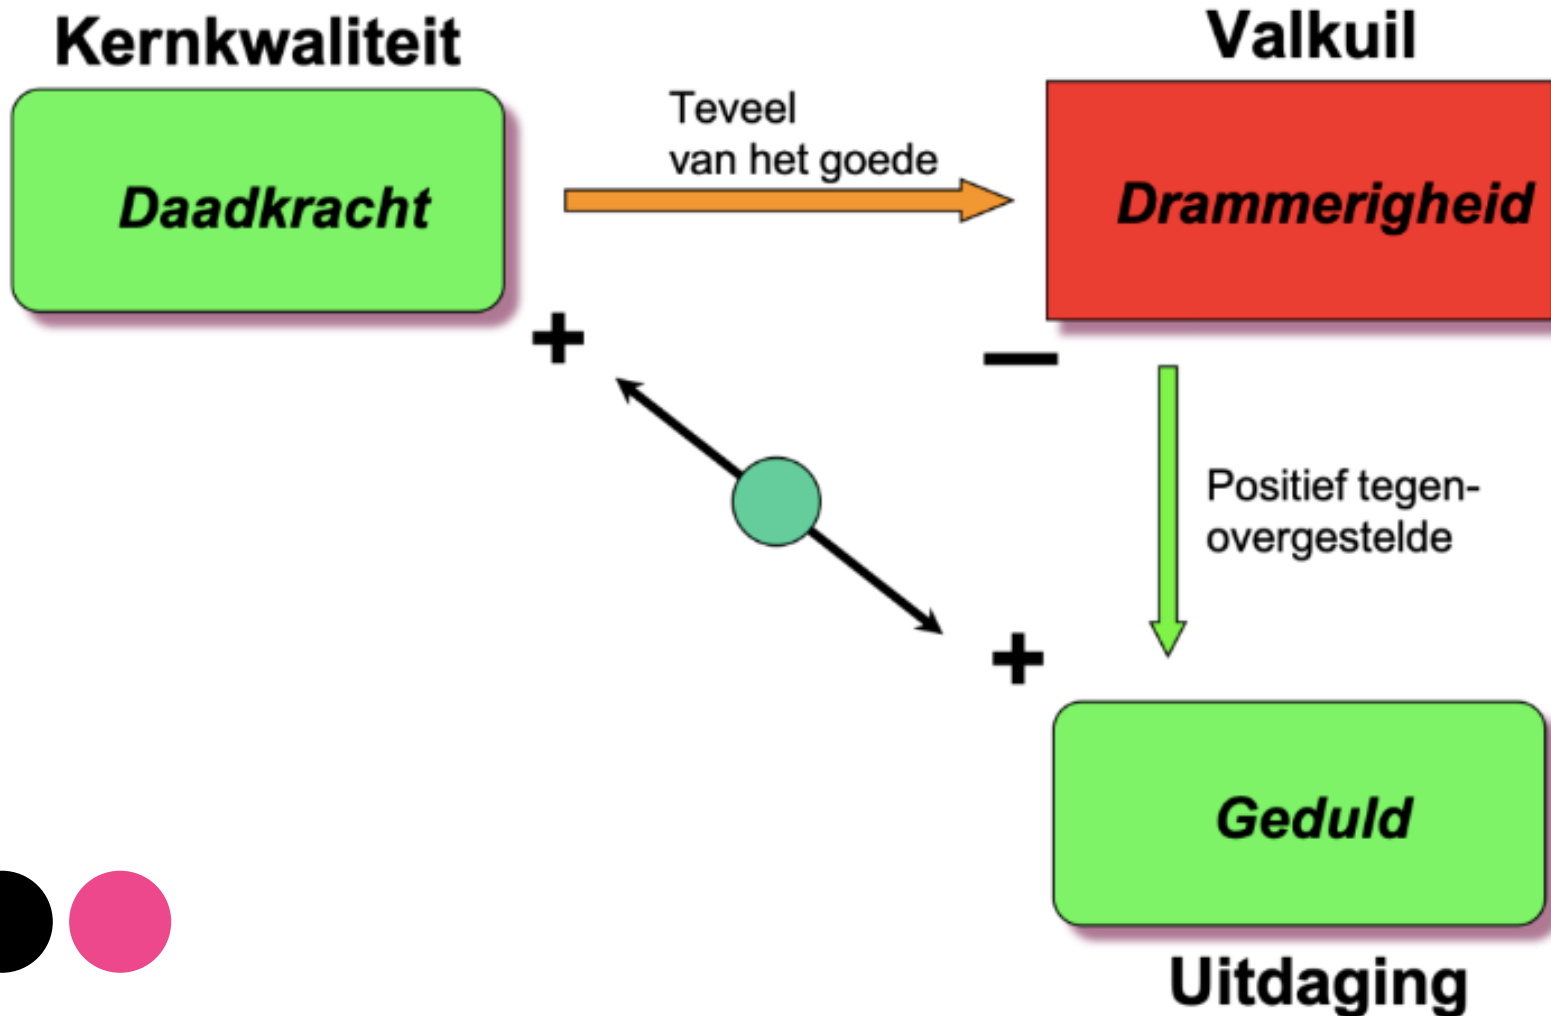 Kernkwaliteit
Valkuil
Teveel
van het goede
Daadkracht
Drammerigheid
+
−
Positief tegen-
overgestelde
+
Geduld
Uitdaging